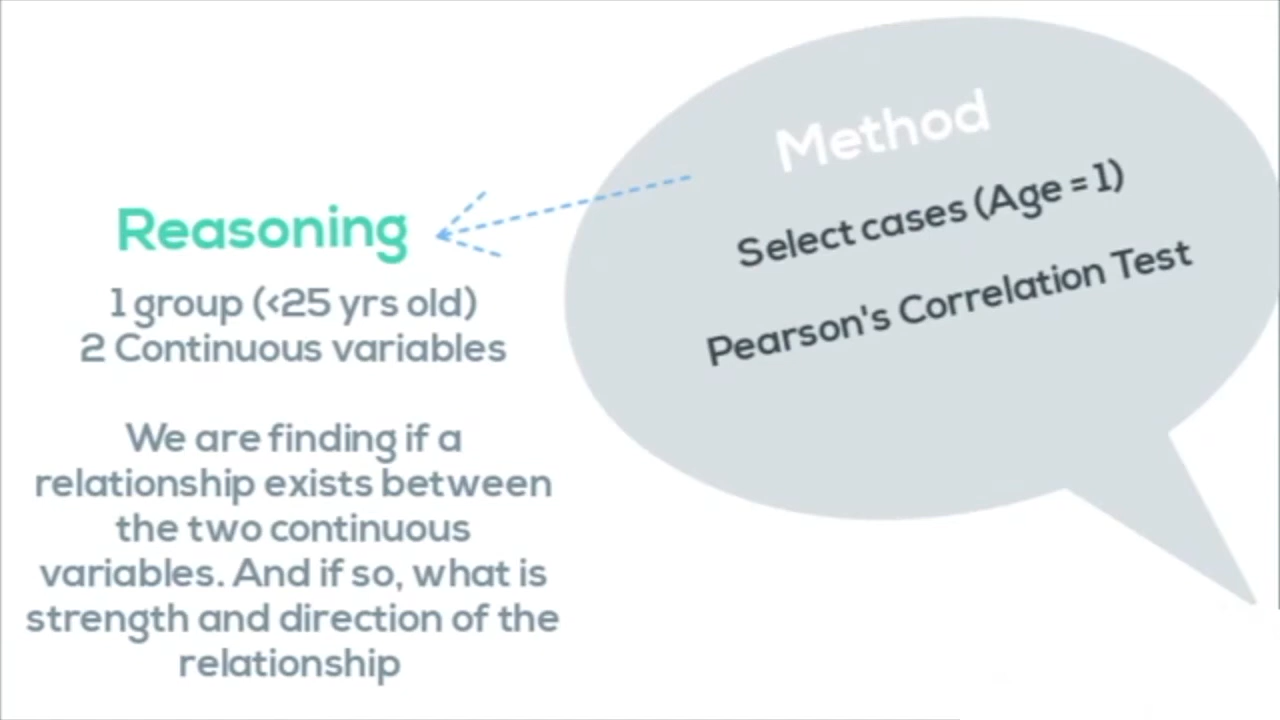 Method
Select cases (Age = 1)
Pearson's Correlation Test
Reasoning
1 group (<25 yrs old)
2 Continuous variables
We are finding if a
relationship exists between
the two continuous
variables. And if so, what is
strength and direction of the
relationship